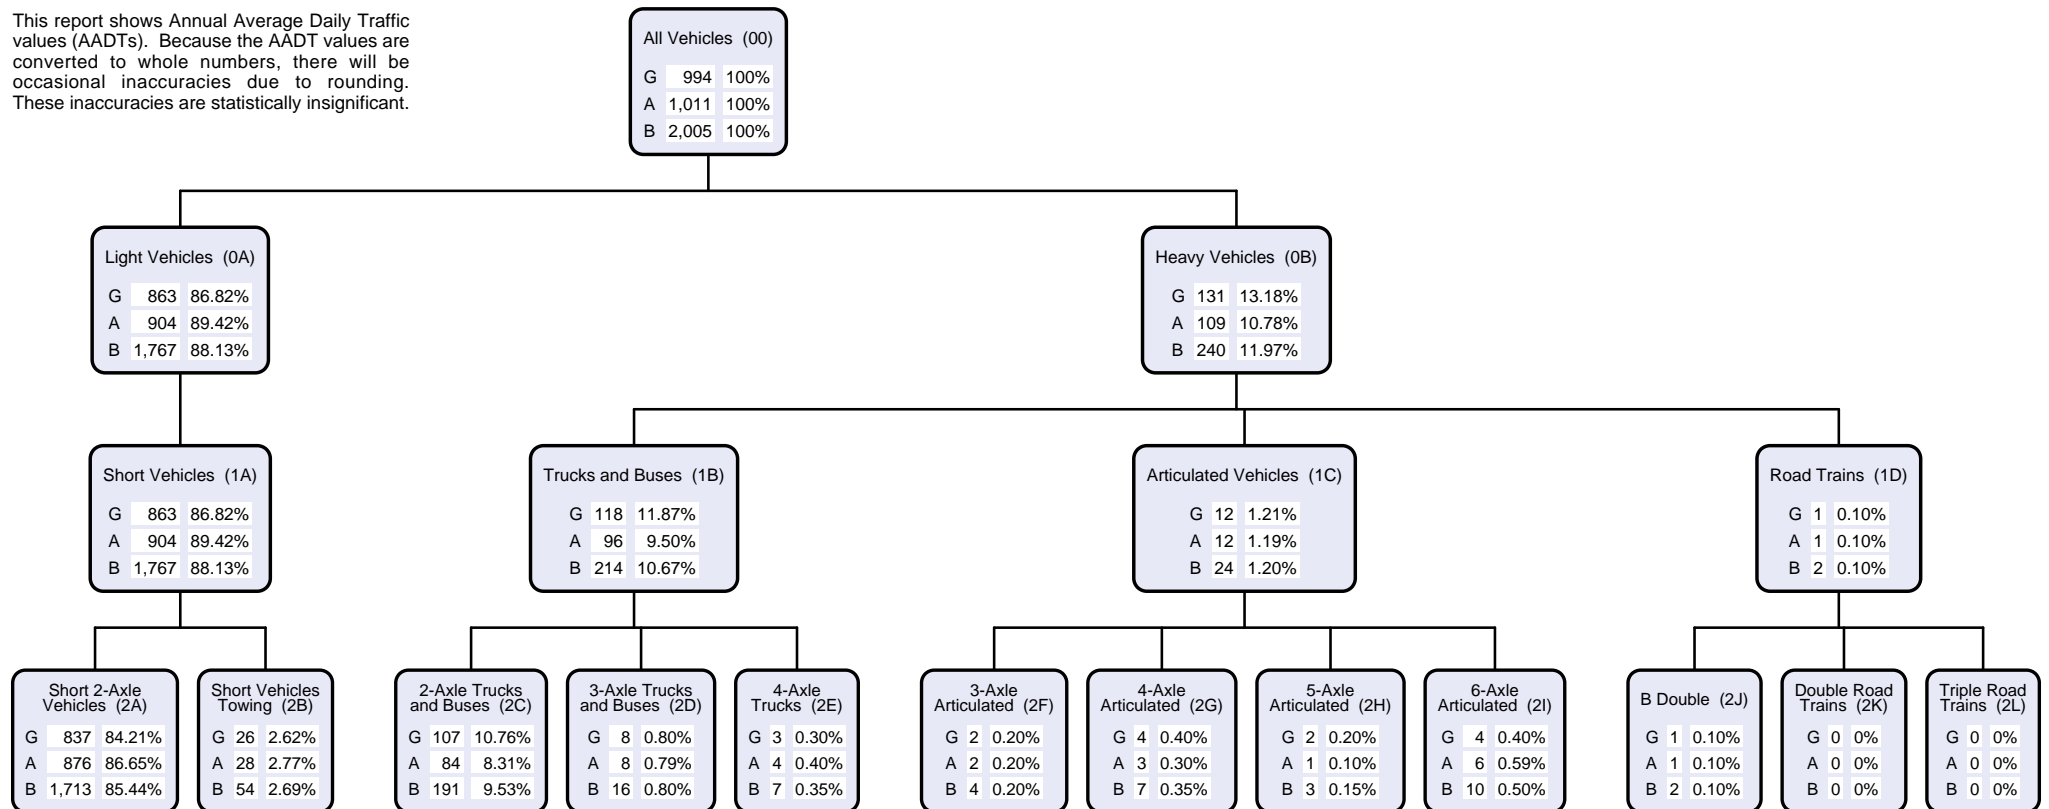 This report shows Annual Average Daily Traffic
values (AADTs). Because the AADT values are
converted to whole numbers, there will be
occasional inaccuracies due to rounding.
These inaccuracies are statistically insignificant.
All Vehicles (00)
G 994 100%
A 1,011 100%
B 2,005 100%
Light Vehicles (0A)
G 863 86.82%
A 904 89.42%
B 1,767 88.13%
Heavy Vehicles (0B)
G 131 13.18%
A 109 10.78%
B 240 11.97%
Short Vehicles (1A)
G 863 86.82%
A 904 89.42%
B 1,767 88.13%
Trucks and Buses (1B)
G 118 11.87%
A 96 9.50%
B 214 10.67%
Articulated Vehicles (1C)
G 12 1.21%
A 12 1.19%
B 24 1.20%
Road Trains (1D)
G 1 0.10%
A 1 0.10%
B 2 0.10%
Short 2-Axle
Vehicles (2A)
G 837 84.21%
A 876 86.65%
B 1,713 85.44%
Short Vehicles
Towing (2B)
G 26 2.62%
A 28 2.77%
B 54 2.69%
2-Axle Trucks
and Buses (2C)
G 107 10.76%
A 84 8.31%
B 191 9.53%
3-Axle Trucks
and Buses (2D)
G 8 0.80%
A 8 0.79%
B 16 0.80%
4-Axle
Trucks (2E)
G 3 0.30%
A 4 0.40%
B 7 0.35%
3-Axle
Articulated (2F)
G 2 0.20%
A 2 0.20%
B 4 0.20%
4-Axle
Articulated (2G)
G 4 0.40%
A 3 0.30%
B 7 0.35%
5-Axle
Articulated (2H)
G 2 0.20%
A 1 0.10%
B 3 0.15%
6-Axle
Articulated (2I)
G 4 0.40%
A 6 0.59%
B 10 0.50%
B Double (2J)
G 1 0.10%
A 1 0.10%
B 2 0.10%
Double Road
Trains (2K)
G 0 0%
A 0 0%
B 0 0%
Triple Road
Trains (2L)
G 0 0%
A 0 0%
B 0 0%